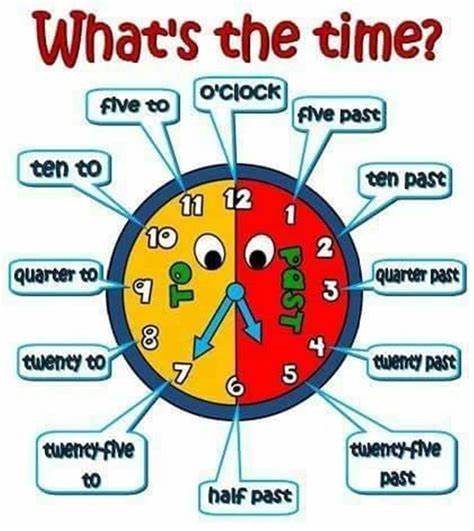 What's the time?
o'clock
five to
five past
ten to
ten past
quarter to
quarter past
twenty to
twenty past
twenty-five
to
twenty-five
past
half past
12
11
1
10
2
9
3
8
4
7
5
6
TO
PAST